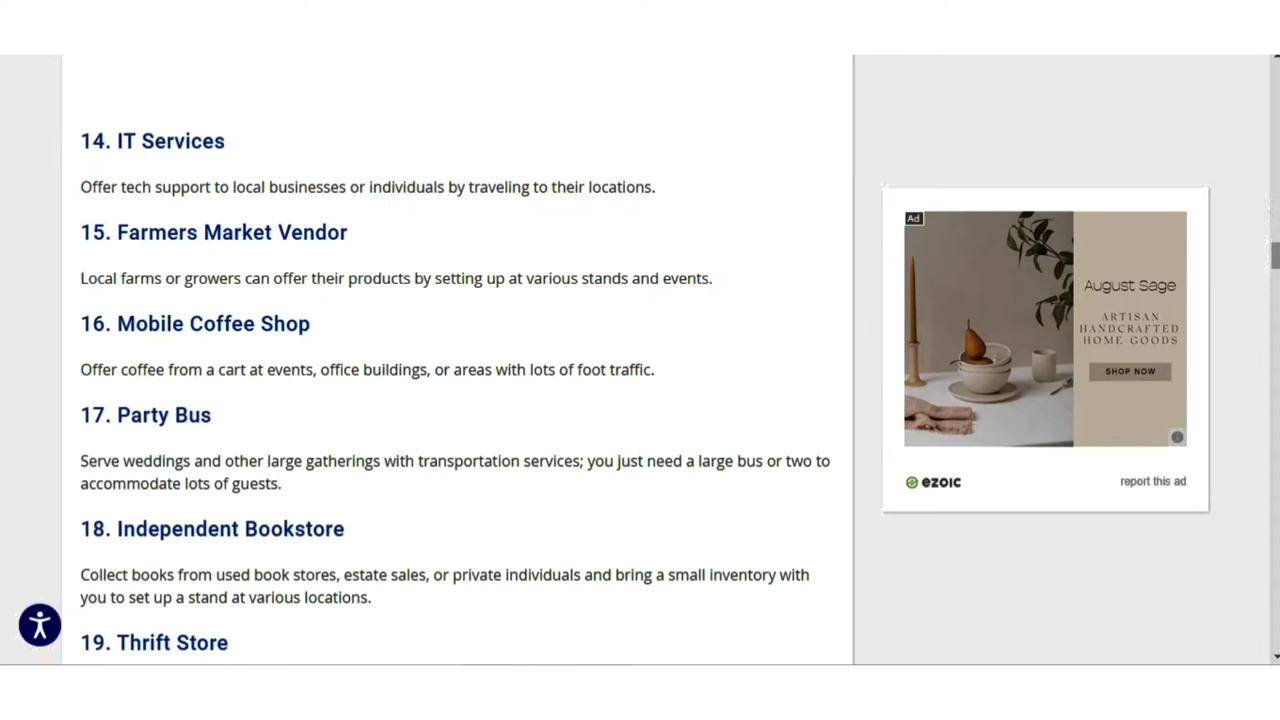 14. IT Services
Offer tech support to local businesses or individuals by traveling to their locations.
15. Farmers Market Vendor
Local farms or growers can offer their products by setting up at various stands and events.
16. Mobile Coffee Shop
Offer coffee from a cart at events, office buildings, or areas with lots of foot traffic.
17. Party Bus
Serve weddings and other large gatherings with transportation services; you just need a large bus or two to
accommodate lots of guests.
18. Independent Bookstore
Collect books from used book stores, estate sales, or private individuals and bring a small inventory with
you to set up a stand at various locations.
19. Thrift Store
Ad
August Sage
ARTISAN
HANDCRAFTED
HOME GOODS
SHOP NOW
ezoic
report this ad